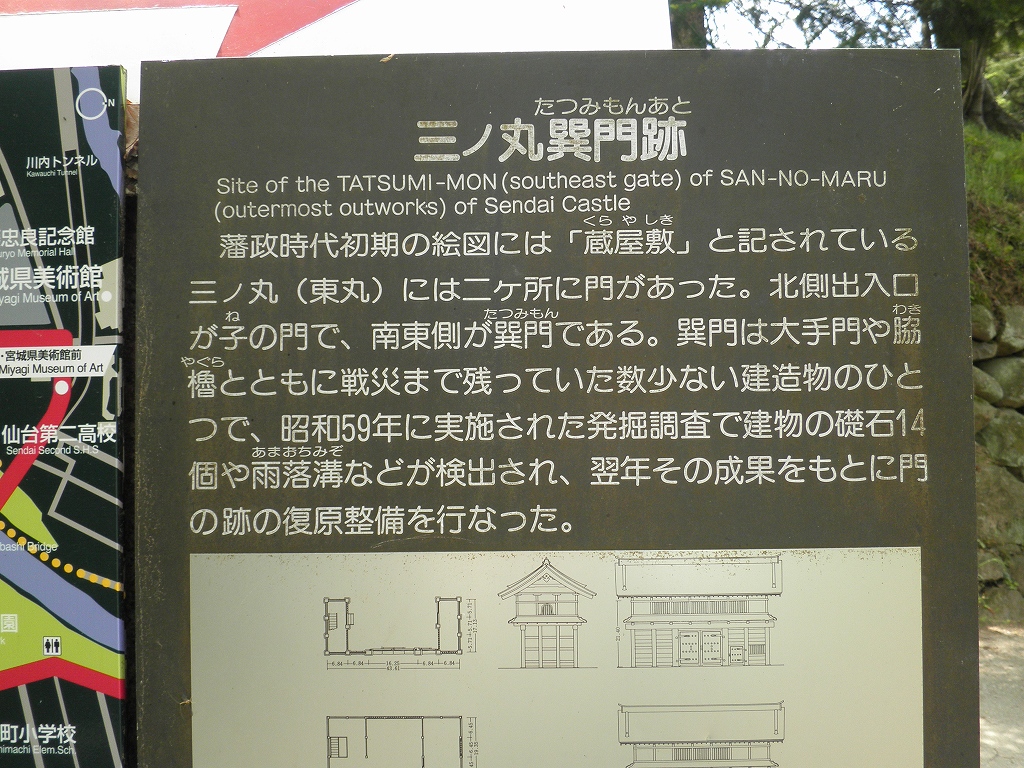 たつみもんあと
三ノ丸巽門跡
Site of the TATSUMI-MON(southeast gate) of SAN-NO-MARU
(outermost outworks) of Sendai Castle
くら や しき
藩政時代初期の絵図には「蔵屋敷」と記されている
三ノ丸（東丸）には二ケ所に門があった。北側出入口
ね たつみもん わき
が子の門で、南東側が巽門である。巽門は大手門や脇
やぐら
櫓とともに戦災まで残っていた数少ない建造物のひと
つで、昭和59年に実施された発掘調査で建物の礎石14
あまおちみぞ
個や雨落溝などが検出され、翌年その成果をもとに門
の跡の復原整備を行なった。
N
川内トンネル
Kawauchi Tunnel
忠良記念館
uryo Memorial Hall
城県美術館
iyagi Museum of Art
・宮城県美術館前
Miyagi Museum of Art
仙台第二高校
Sendai Second S.H.S
bashi Bridge
園
町小学校
himachi Elem.Sch